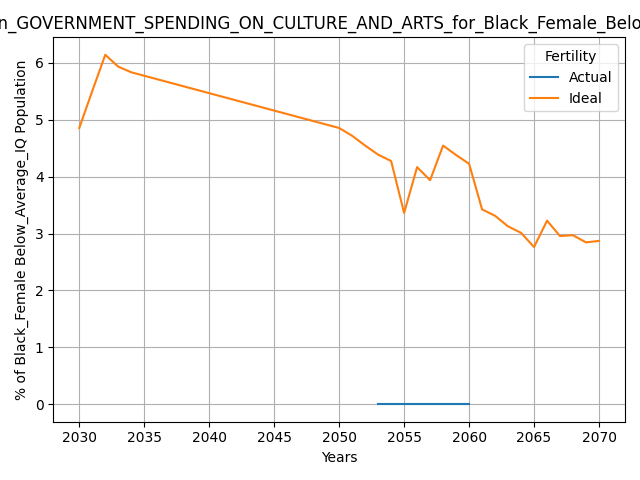 n_GOVERNMENT_SPENDING_ON_CULTURE_AND_ARTS_for_Black_Female_Belo
Fertility
Actual
Ideal
% of Black_Female Below_Average_IQ Population
6
5
4
3
2
1
0
2030 2035 2040 2045 2050 2055 2060 2065 2070
Years